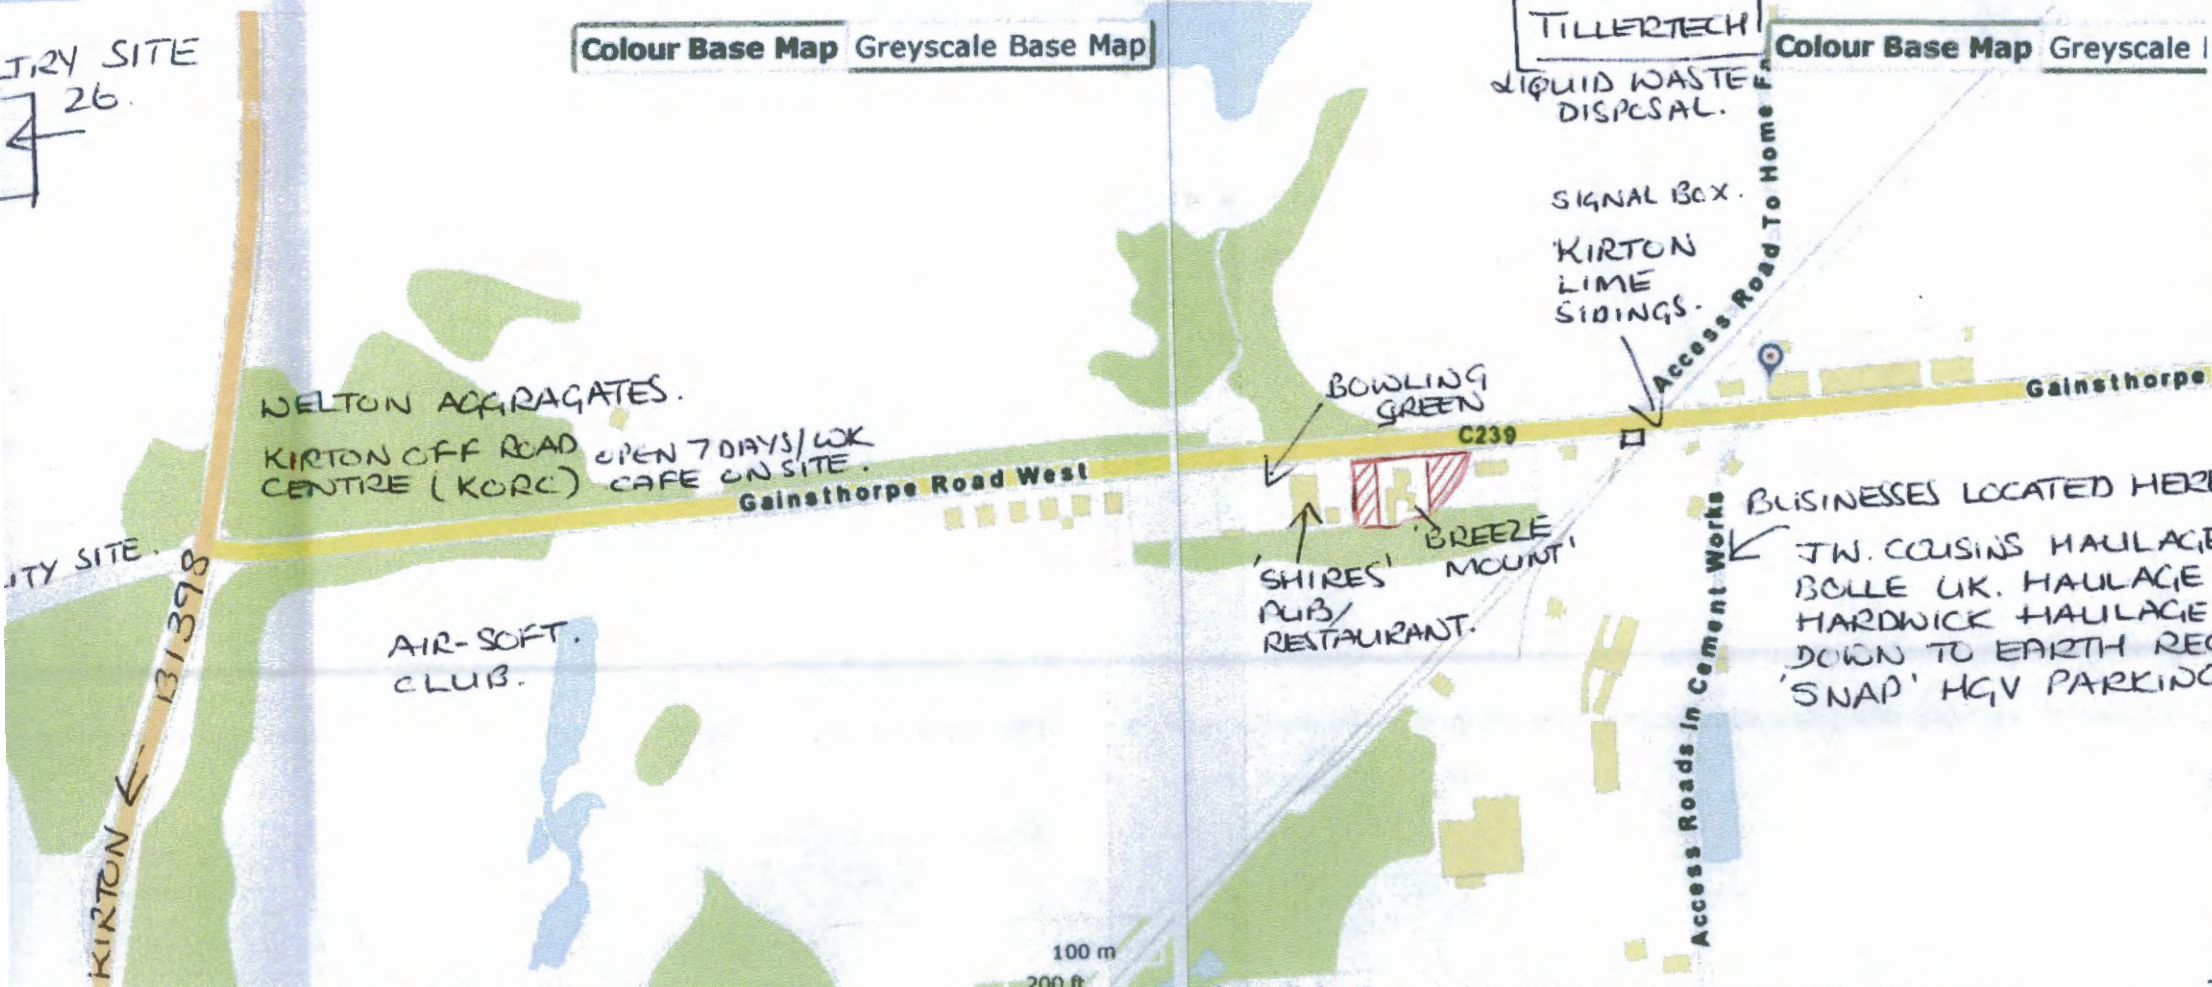 TILLERTECH
Colour Base Map Greyscale Base Map
Colour Base Map Greyscale
LIQUID WASTE
DISPOSAL.
SITE
26.
Access Road To Home Fa
SIGNAL BOX.
KIRTON
LIME
SIDINGS.
WELTON AGGRAGATES.
KIRTON OFF ROAD
CENTRE (KORC)
OPEN 7 DAYS/WK
CAFE ON SITE.
BOWLING
GREEN
Gainsthorpe
C239
Gainsthorpe Road West
ITY SITE.
B1398
KIRTON
AIR-SOFT.
CLUB.
'SHIRES'
PUB/
RESTAURANT.
'BREEZE
MOUNT'
Access Roads In Cement Works
BUSINESSES LOCATED HERE
J.W. COUSINS HAULAGE
BOLLE UK. HAULAGE
HARDWICK HAULAGE
DOWN TO EARTH REC
'SNAP' HGV PARKING
100 m
200 ft